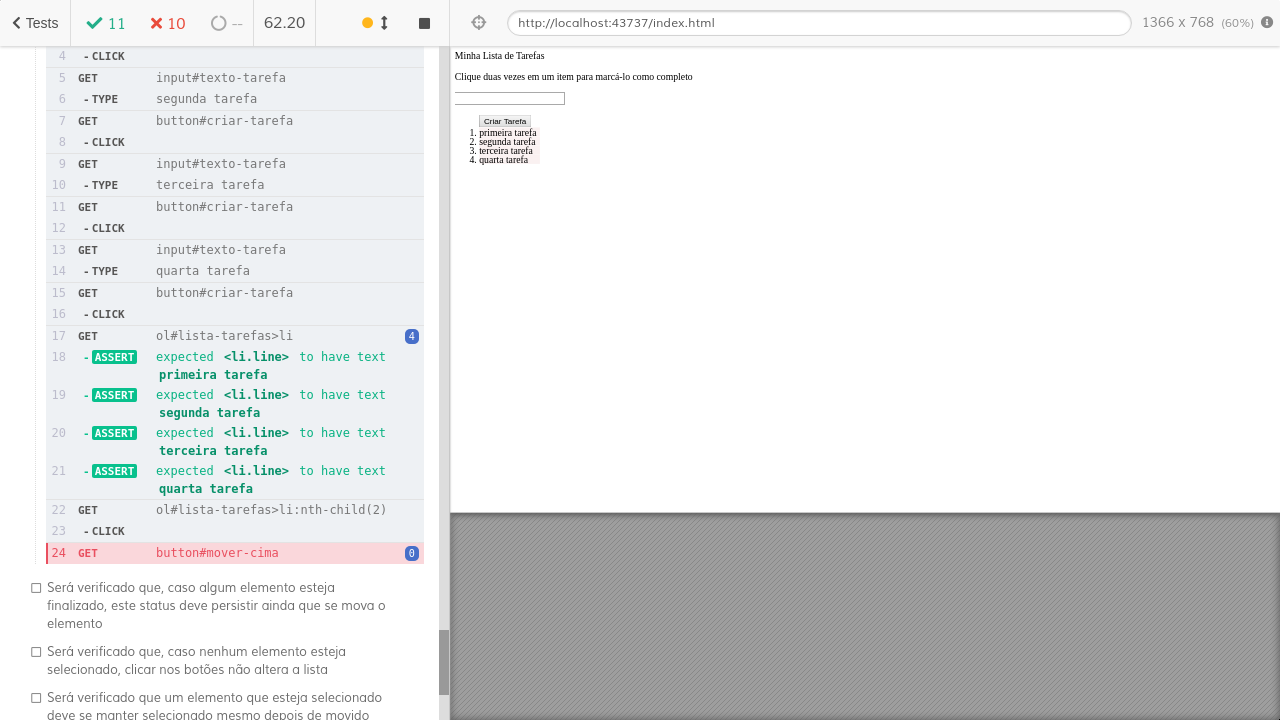 Tests 11 10 -- 62.20 http://localhost:43737/index.html 1366 x 768 (60%)
4 - CLICK
5 GET input#texto-tarefa
6 - TYPE segunda tarefa
7 GET button#criar-tarefa
8 - CLICK
9 GET input#texto-tarefa
10 - TYPE terceira tarefa
11 GET button#criar-tarefa
12 - CLICK
13 GET input#texto-tarefa
14 - TYPE quarta tarefa
15 GET button#criar-tarefa
16 - CLICK
17 GET ol#lista-tarefas>li 4
18 - ASSERT expected <li.line> to have text
primeira tarefa
19 - ASSERT expected <li.line> to have text
segunda tarefa
20 - ASSERT expected <li.line> to have text
terceira tarefa
21 - ASSERT expected <li.line> to have text
quarta tarefa
22 GET ol#lista-tarefas>li:nth-child(2)
23 - CLICK
24 GET button#mover-cima 0
Será verificado que, caso algum elemento esteja
finalizado, este status deve persistir ainda que se mova o
elemento
Será verificado que, caso nenhum elemento esteja
selecionado, clicar nos botões não altera a lista
Será verificado que um elemento que esteja selecionado
deve se manter selecionado mesmo depois de movido
Minha Lista de Tarefas
Clique duas vezes em um item para marcá-lo como completo
Criar Tarefa
1. primeira tarefa
2. segunda tarefa
3. terceira tarefa
4. quarta tarefa